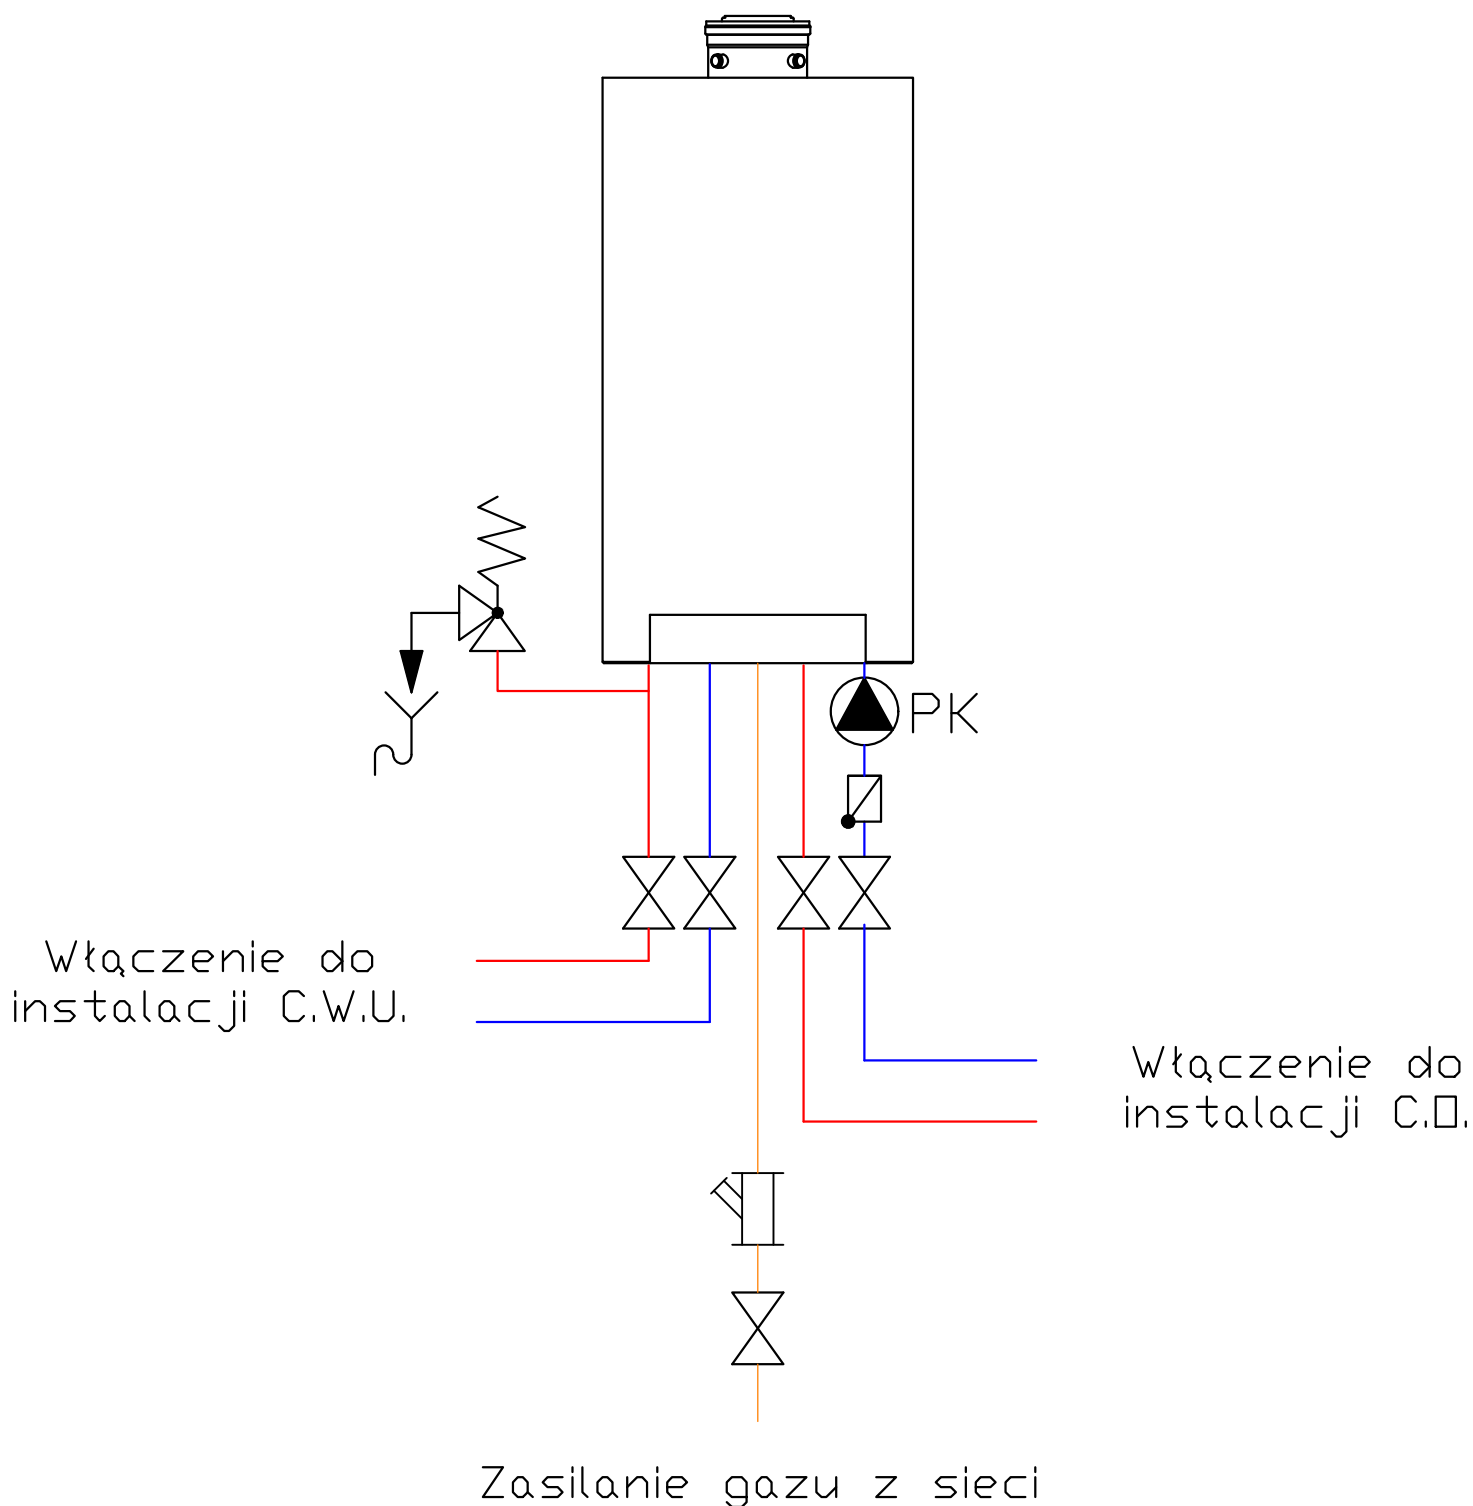 PK
Włączenie do
instalacji C.W.U.
Włączenie do
instalacji C.O.
Zasilanie gazu z sieci